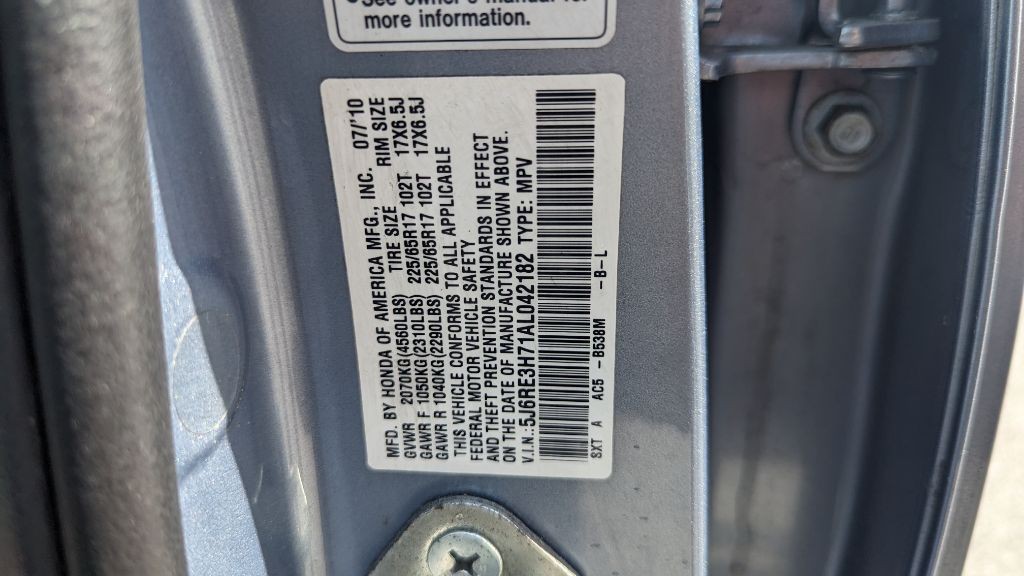 See owner's manual for
more information.
MFD. BY HONDA OF AMERICA MFG., INC. 07/'10
GVWR 2070KG(4560LBS) TIRE SIZE RIM SIZE
GAWR F 1050KG(2310LBS) 225/65R17 102T 17X6.5J
GAWR R 1040KG(2290LBS) 225/65R17 102T 17X6.5J
THIS VEHICLE CONFORMS TO ALL APPLICABLE
FEDERAL MOTOR VEHICLE SAFETY
AND THEFT PREVENTION STANDARDS IN EFFECT
ON THE DATE OF MANUFACTURE SHOWN ABOVE.
V.I.N.:5J6RE3H71AL042182 TYPE: MPV
SXT A AC5 -B538M -B-L